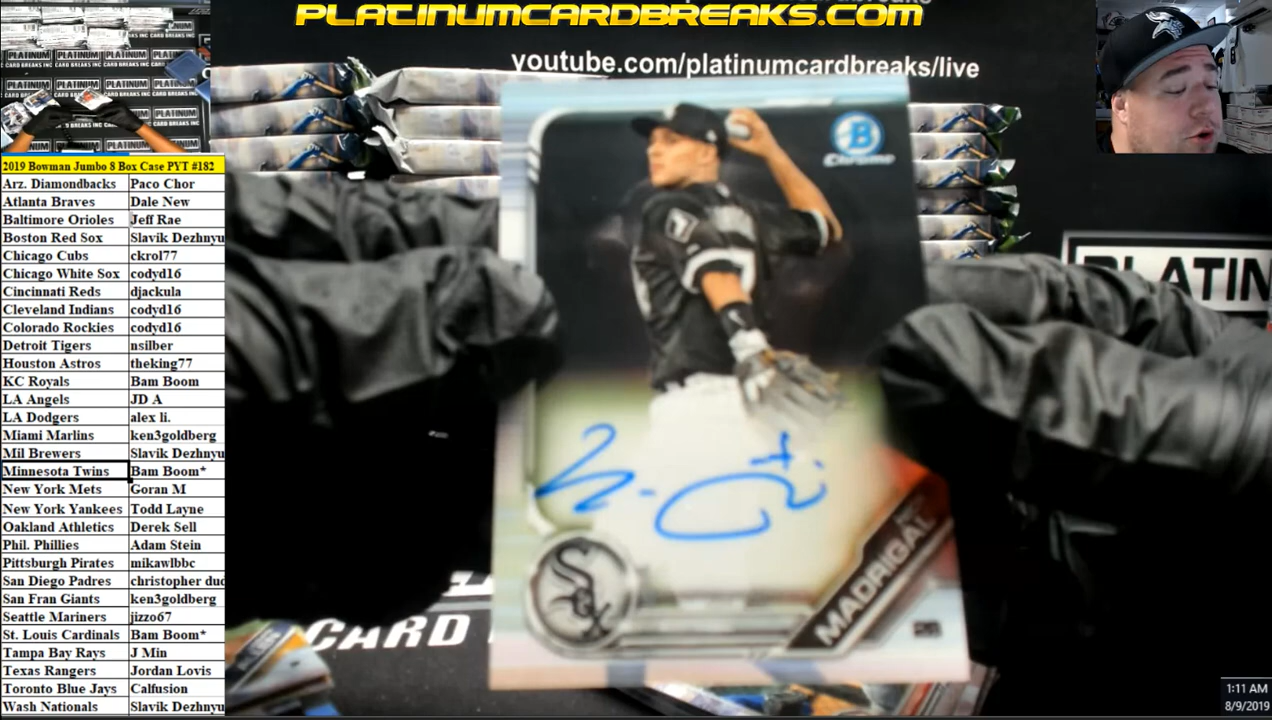 PLATINUMCARDBREAKS.COM
youtube.com/platinumcardbreaks/live
2019 Bowman Jumbo 8 Box Case PYT #182
Arz. Diamondbacks Paco Chor
Atlanta Braves Dale New
Baltimore Orioles Jeff Rae
Boston Red Sox Slavik Dezhnyu
Chicago Cubs ckrol77
Chicago White Sox codyd16
Cincinnati Reds djackula
Cleveland Indians codyd16
Colorado Rockies codyd16
Detroit Tigers nsilber
Houston Astros theking77
KC Royals Bam Boom
LA Angels JD A
LA Dodgers alex li.
Miami Marlins ken3goldberg
Mil Brewers Slavik Dezhnyu
Minnesota Twins Bam Boom*
New York Mets Goran M
New York Yankees Todd Layne
Oakland Athletics Derek Sell
Phil. Phillies Adam Stein
Pittsburgh Pirates mikawlbbc
San Diego Padres christopher dud
San Fran Giants ken3goldberg
Seattle Mariners jizzo67
St. Louis Cardinals Bam Boom*
Tampa Bay Rays J Min
Texas Rangers Jordan Lovis
Toronto Blue Jays Calfusion
Wash Nationals Slavik Dezhnyu
B
Chrome
PLATIN
Sox
MADRIGAL
CARD
1:11 AM
8/9/2019